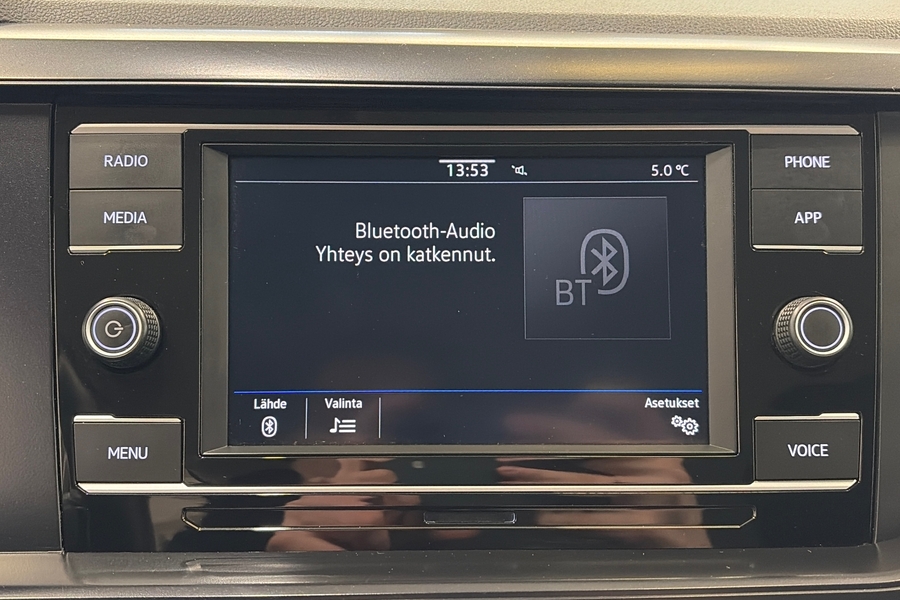 RADIO
MEDIA
MENU
13:53
5.0 °C
Bluetooth-Audio
Yhteys on katkennut.
BT
Lähde
Valinta
Asetukset
PHONE
APP
VOICE